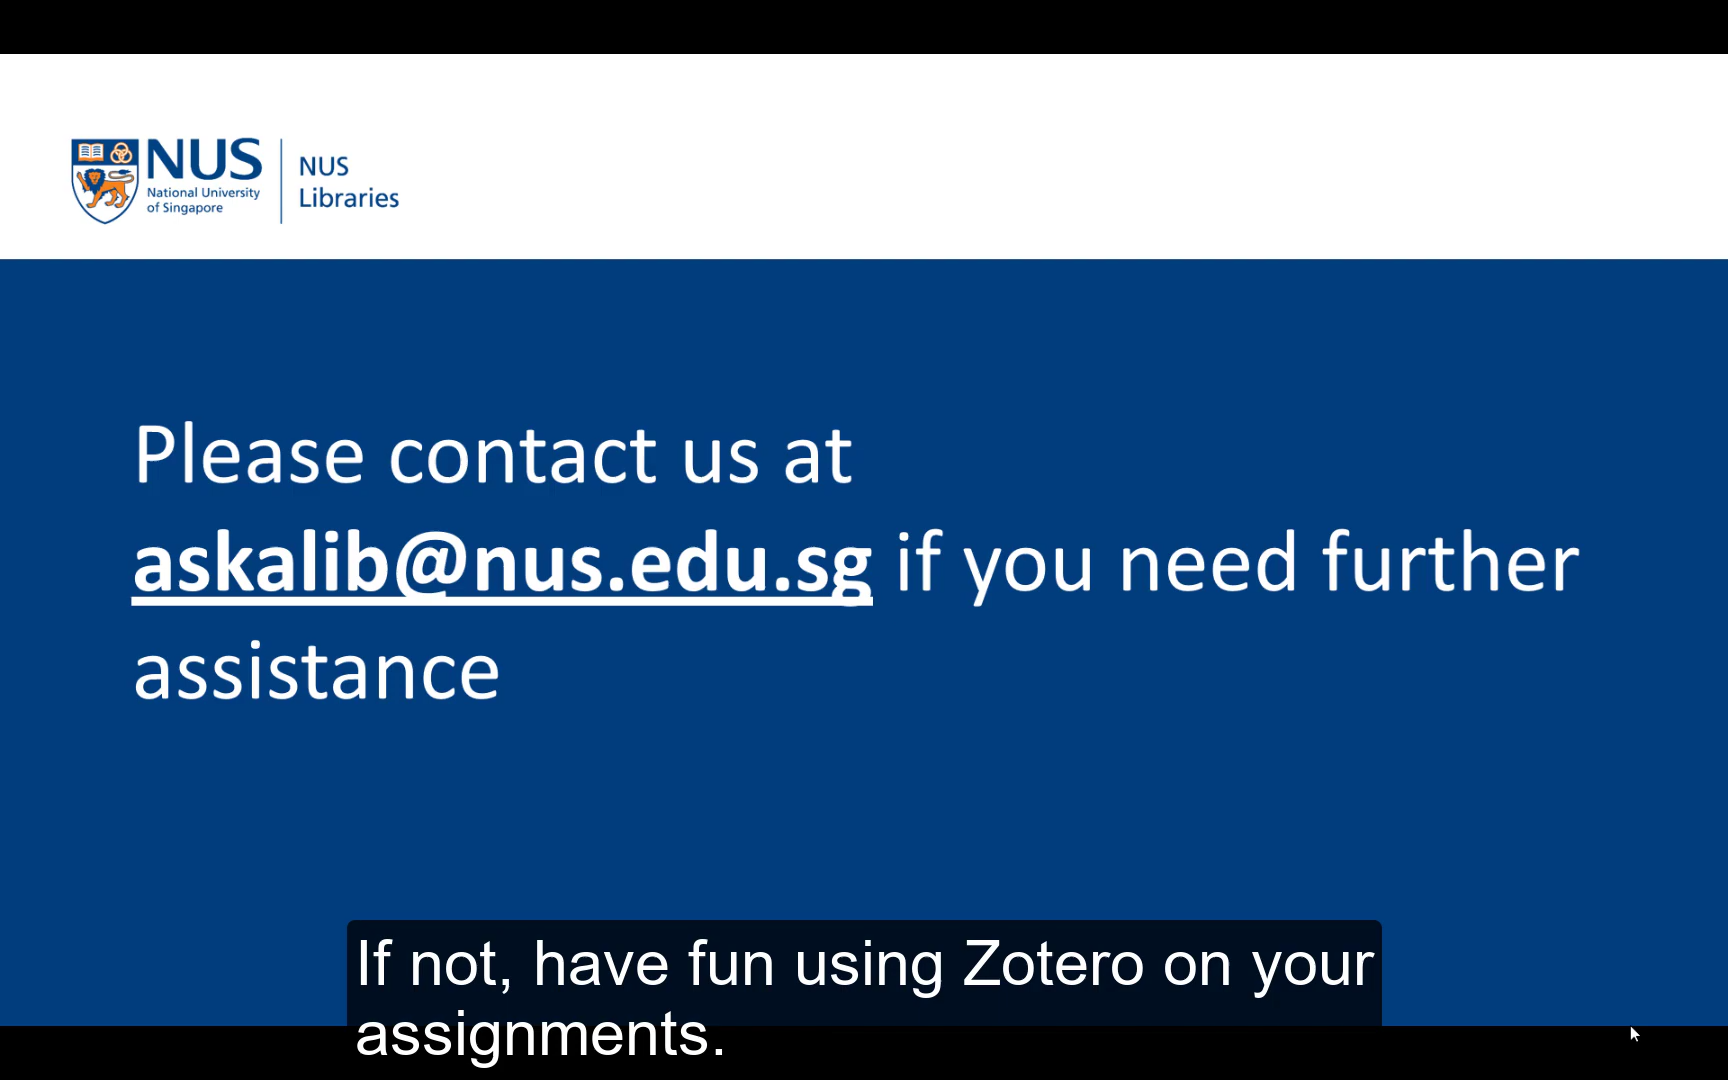 NUS
National University
of Singapore
NUS
Libraries
Please contact us at
askalib@nus.edu.sg if you need further
assistance
If not, have fun using Zotero on your
assignments.